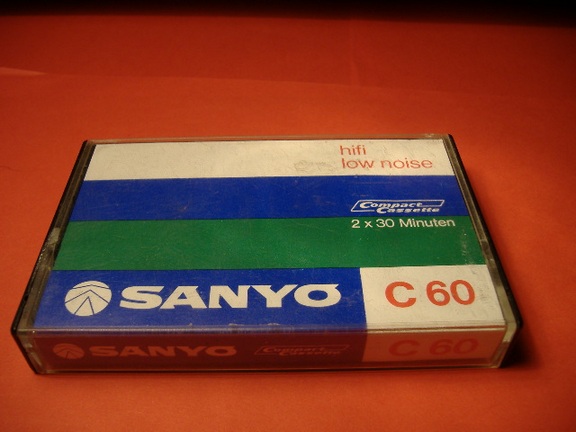 hifi
low noise
Compact
Cassette
2 x 30 Minuten
SANYO
C 60
SANYO
Compact
Cassette
C 60